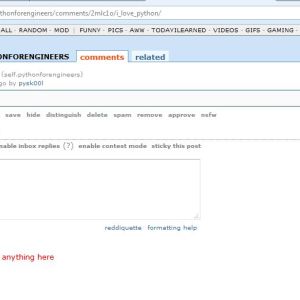 thonforengineers/comments/2mlc1o/i_love_python/
ALL - RANDOM - MOD | FUNNY - PICS - AWW - TODAYILEARNED - VIDEOS - GIFS - GAMING -
ONFORENGINEERS comments related
(self.pythonforengineers)
go by pysk00l
save hide distinguish delete spam remove approve nsfw
nable inbox replies (?) enable contest mode sticky this post
reddiquette formatting help
anything here